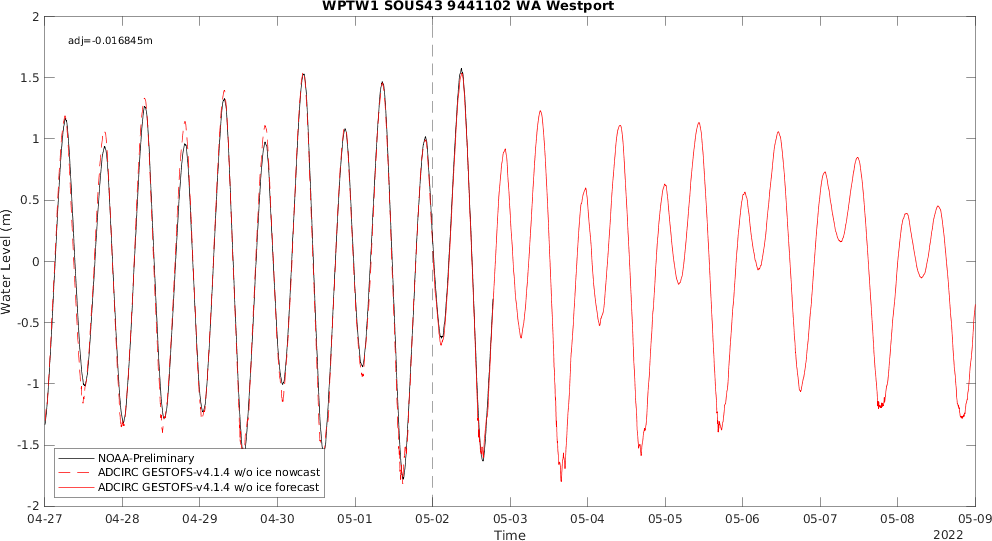 WPTW1 SOUS43 9441102 WA Westport
adj=-0.016845m
2
1.5
1
0.5
0
-0.5
-1
-1.5
-2
Water Level (m)
NOAA-Preliminary
ADCIRC GESTOFS-v4.1.4 w/o ice nowcast
ADCIRC GESTOFS-v4.1.4 w/o ice forecast
04-27 04-28 04-29 04-30 05-01 05-02 05-03 05-04 05-05 05-06 05-07 05-08 05-09
Time
2022